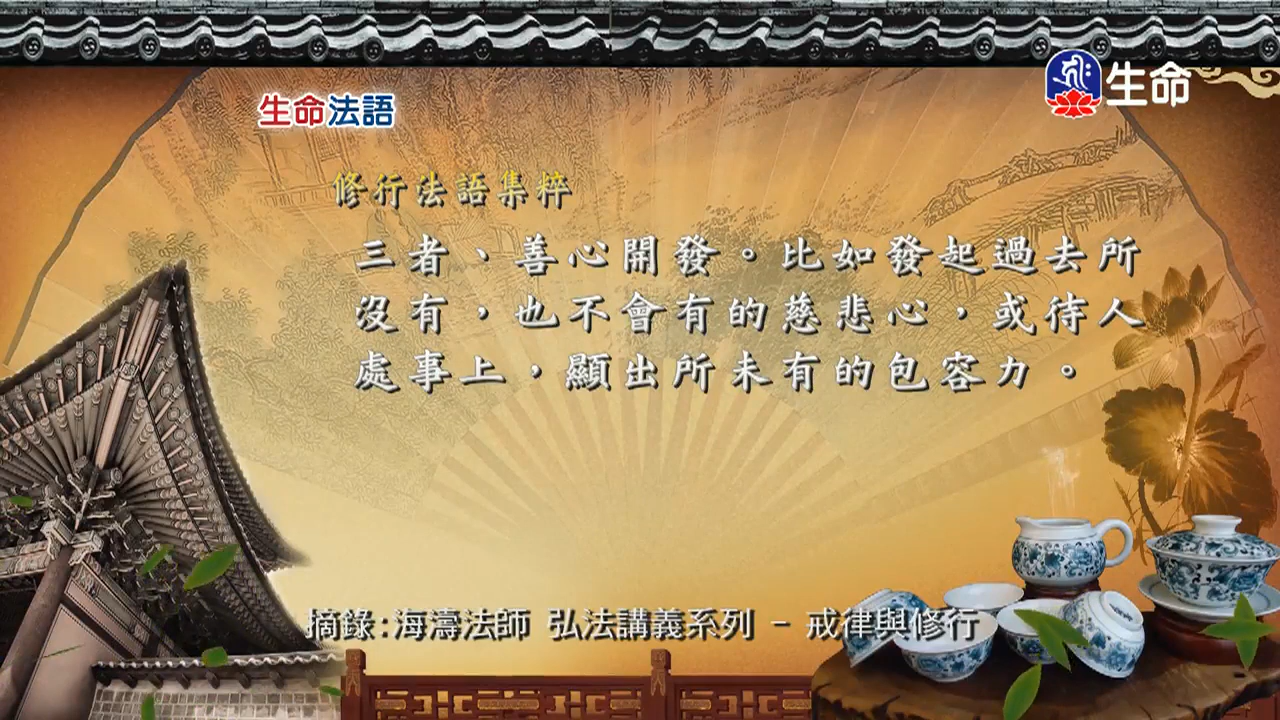 生命
生命法語
修行法語集粹
三者、善心開發。比如發起過去所
沒有，也不會有的慈悲心，或待人
處事上，顯出所未有的包容力。
摘錄:海濤法師 弘法講義系列 - 戒律與修行